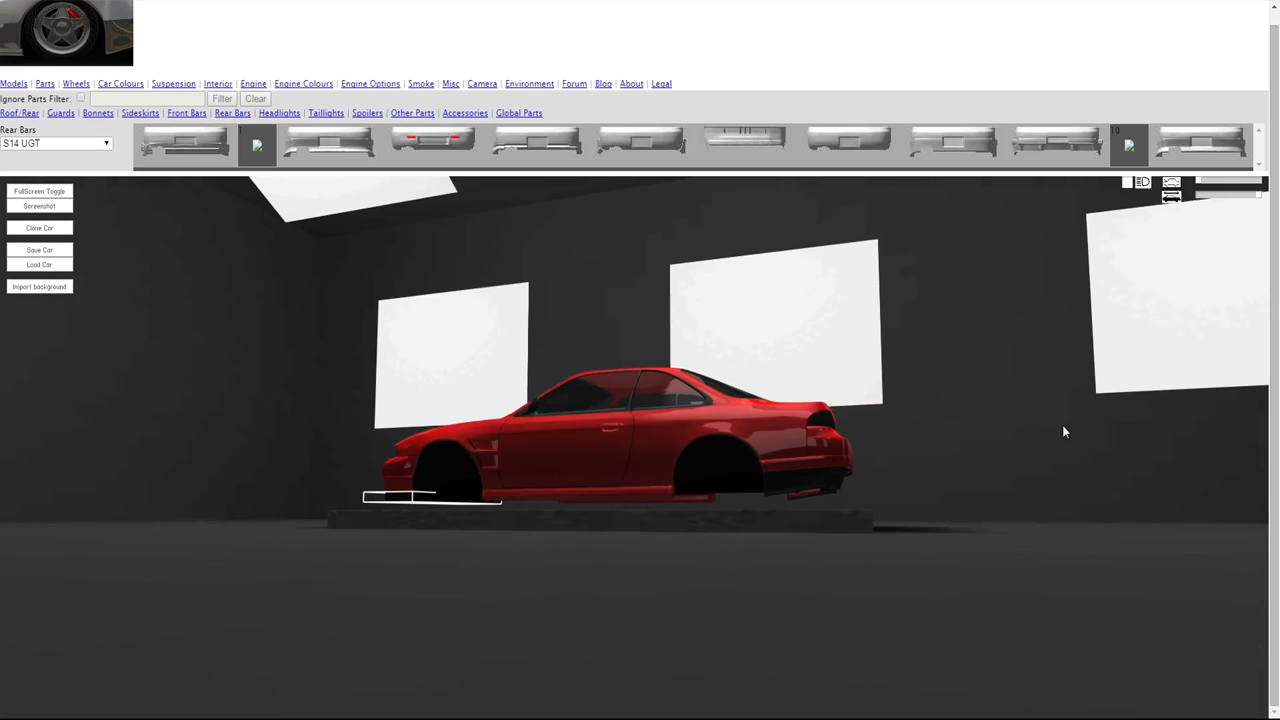 Models | Parts | Wheels | Car Colours | Suspension | Interior | Engine | Engine Colours | Engine Options | Smoke | Misc | Camera | Environment | Forum | Blog | About | Legal
Ignore Parts Filter: Filter Clear
Roof/Rear | Guards | Bonnets | Sideskirts | Front Bars | Rear Bars | Headlights | Taillights | Spoilers | Other Parts | Accessories | Global Parts
Rear Bars
1 10
S14 UGT
FullScreen Toggle
Screenshot
Clone Car
Save Car
Load Car
Import background